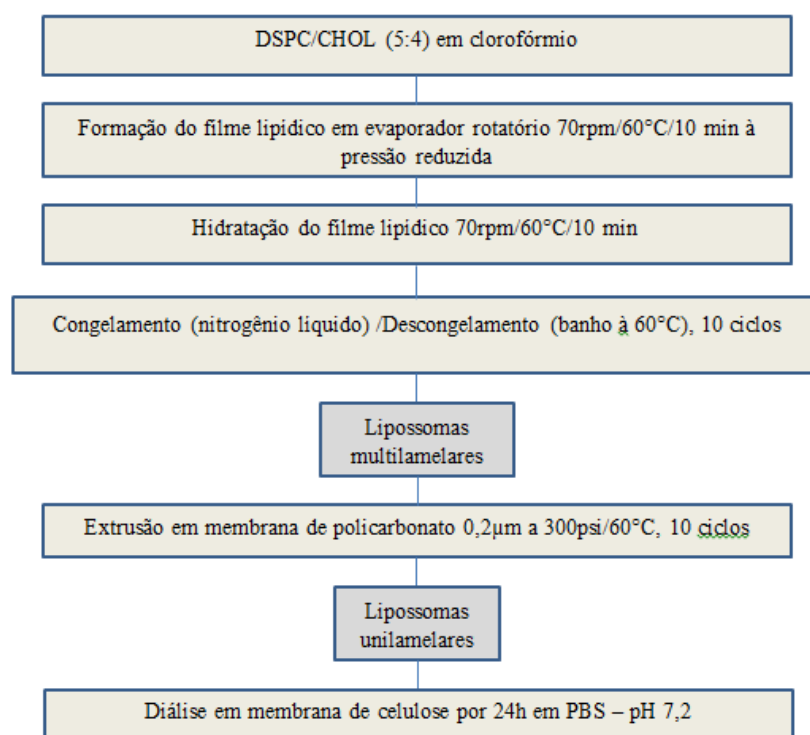 DSPC/CHOL (5:4) em clorofórmio
Formação do filme lipídico em evaporador rotatório 70rpm/60°C/10 min à
pressão reduzida
Hidratação do filme lipídico 70rpm/60°C/10 min
Congelamento (nitrogênio líquido) /Descongelamento (banho à 60°C), 10 ciclos
Lipossomas
multilamelares
Extrusão em membrana de policarbonato 0,2µm a 300psi/60°C, 10 ciclos
Lipossomas
unilamelares
Diálise em membrana de celulose por 24h em PBS – pH 7,2